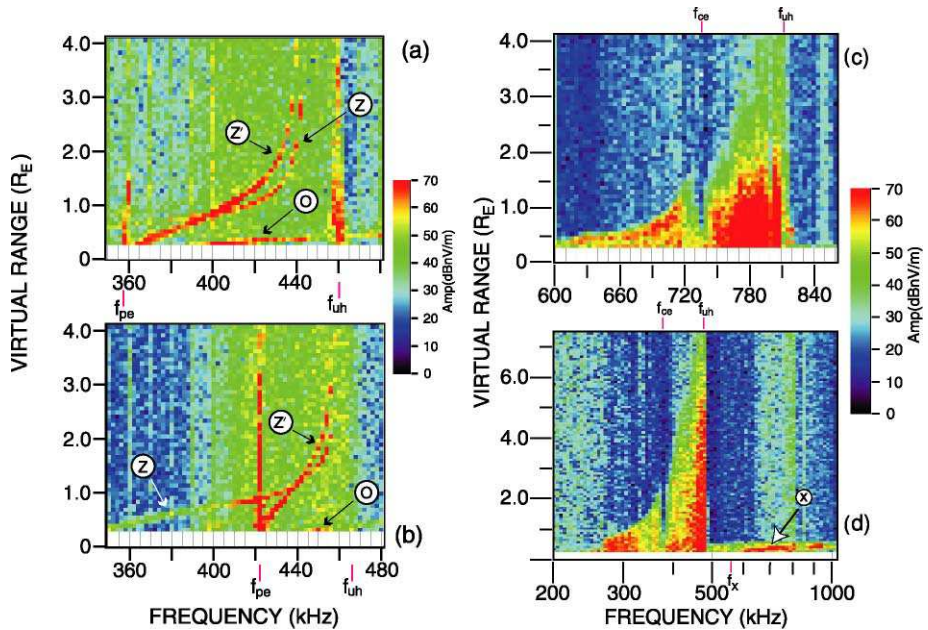 f_ce
f_uh
VIRTUAL RANGE (R_E)
4.0
3.0
2.0
1.0
0
(a)
Z'
Z
O
360
400
440
f_pe
f_uh
70
60
50
40
30
20
10
0
Amp(dBnV/m)
4.0
3.0
2.0
1.0
0
(b)
Z
Z'
O
360
400
440
480
f_pe
f_uh
FREQUENCY (kHz)
VIRTUAL RANGE (R_E)
4.0
3.0
2.0
1.0
0
(c)
600
660
720
780
840
f_ce
f_uh
6.0
4.0
2.0
(d)
X
200
300
500
1000
f_x
FREQUENCY (kHz)
70
60
50
40
30
20
10
0
Amp(dBnV/m)